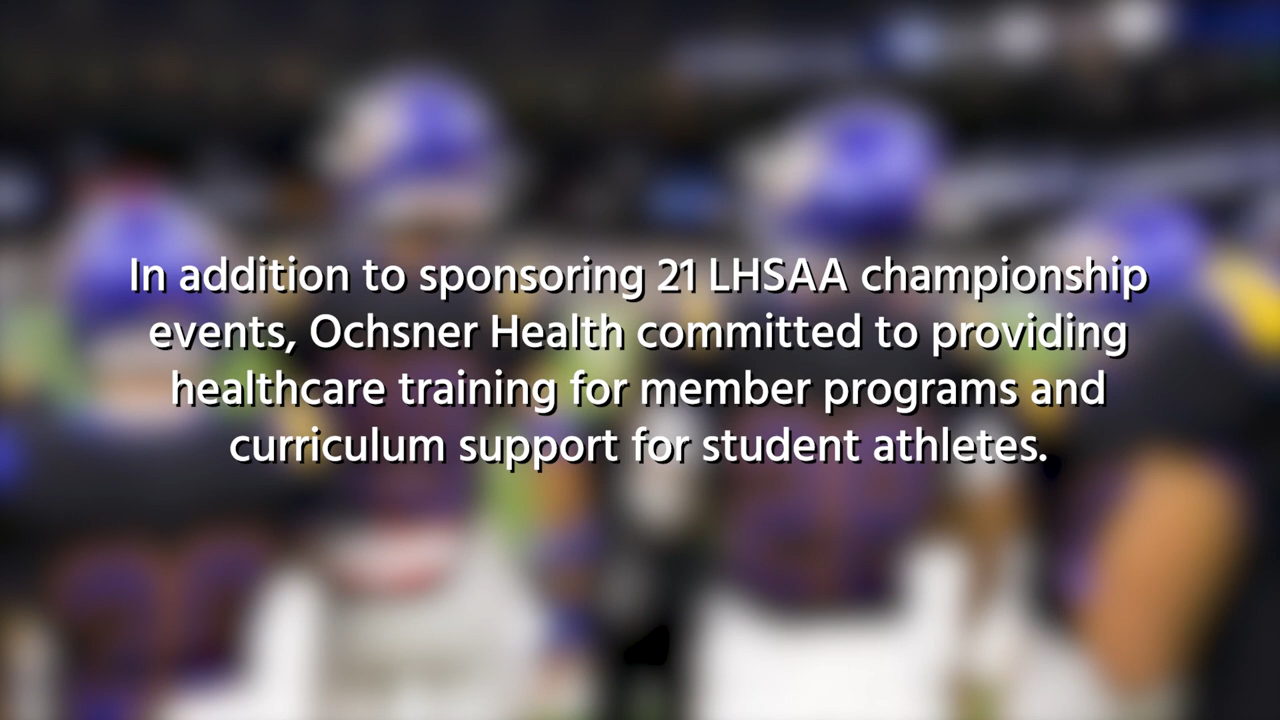 In addition to sponsoring 21 LHSAA championship
events, Ochsner Health committed to providing
healthcare training for member programs and
curriculum support for student athletes.